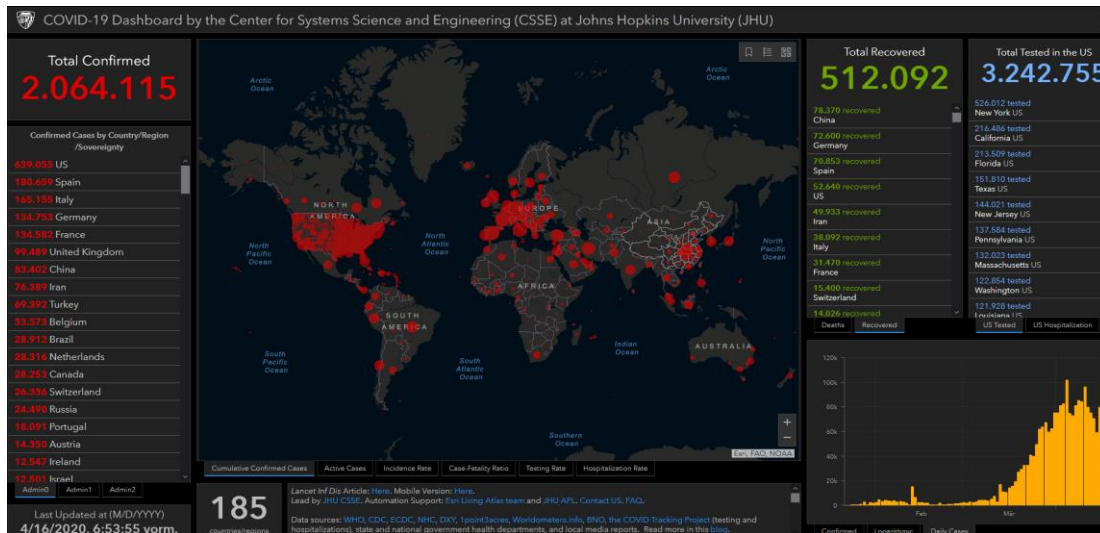 COVID-19 Dashboard by the Center for Systems Science and Engineering (CSSE) at Johns Hopkins University (JHU)
Total Confirmed
2.064.115
Confirmed Cases by Country/Region
/Sovereignty
639.055 US
180.659 Spain
165.155 Italy
134.753 Germany
134.582 France
99.489 United Kingdom
83.402 China
76.389 Iran
69.392 Turkey
33.573 Belgium
28.912 Brazil
28.316 Netherlands
28.253 Canada
26.336 Switzerland
24.490 Russia
18.091 Portugal
14.350 Austria
12.547 Ireland
12.501 Israel
Admin0 Admin1 Admin2
Last Updated at (M/D/YYYY)
4/16/2020, 6:53:55 vorm.
Arctic
Ocean
Arctic
Ocean
NORTH
AMERICA
EUROPE
ASIA
North
Pacific
Ocean
North
Atlantic
Ocean
North
Pacific
Ocean
AFRICA
SOUTH
AMERICA
Indian
Ocean
AUSTRALIA
South
Pacific
Ocean
South
Atlantic
Ocean
Southern
Ocean
+
−
Esri, FAO, NOAA
Cumulative Confirmed Cases Active Cases Incidence Rate Case-Fatality Ratio Testing Rate Hospitalization Rate
185
countries/regions
Lancet Inf Dis Article: Here. Mobile Version: Here.
Lead by JHU CSSE. Automation Support: Esri Living Atlas team and JHU APL. Contact US. FAQ.
Data sources: WHO, CDC, ECDC, NHC, DXY, 1point3acres, Worldometers.info, BNO, the COVID Tracking Project (testing and
hospitalizations), state and national government health departments, and local media reports. Read more in this blog.
Total Recovered
512.092
78.370 recovered
China
72.600 recovered
Germany
70.853 recovered
Spain
52.640 recovered
US
49.933 recovered
Iran
38.092 recovered
Italy
31.470 recovered
France
15.400 recovered
Switzerland
14.026 recovered
Deaths Recovered
Total Tested in the US
3.242.755
526.012 tested
New York US
216.486 tested
California US
213.509 tested
Florida US
151.810 tested
Texas US
144.021 tested
New Jersey US
137.584 tested
Pennsylvania US
132.023 tested
Massachusetts US
122.854 tested
Washington US
121.928 tested
Louisiana US
US Tested US Hospitalization
120k
100k
80k
60k
40k
20k
0
Feb Mär
Confirmed Logarithmic Daily Cases